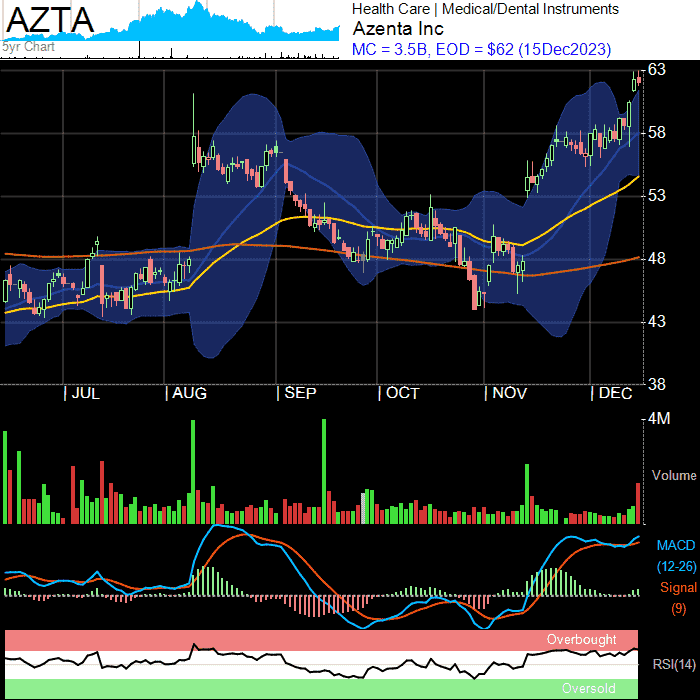 AZTA
5yr Chart
Health Care | Medical/Dental Instruments
Azenta Inc
MC = 3.5B, EOD = $62 (15Dec2023)
63
58
53
48
43
38
| JUL | AUG | SEP | OCT | NOV | DEC
4M
Volume
MACD
(12-26)
Signal
(9)
Overbought
RSI(14)
Oversold